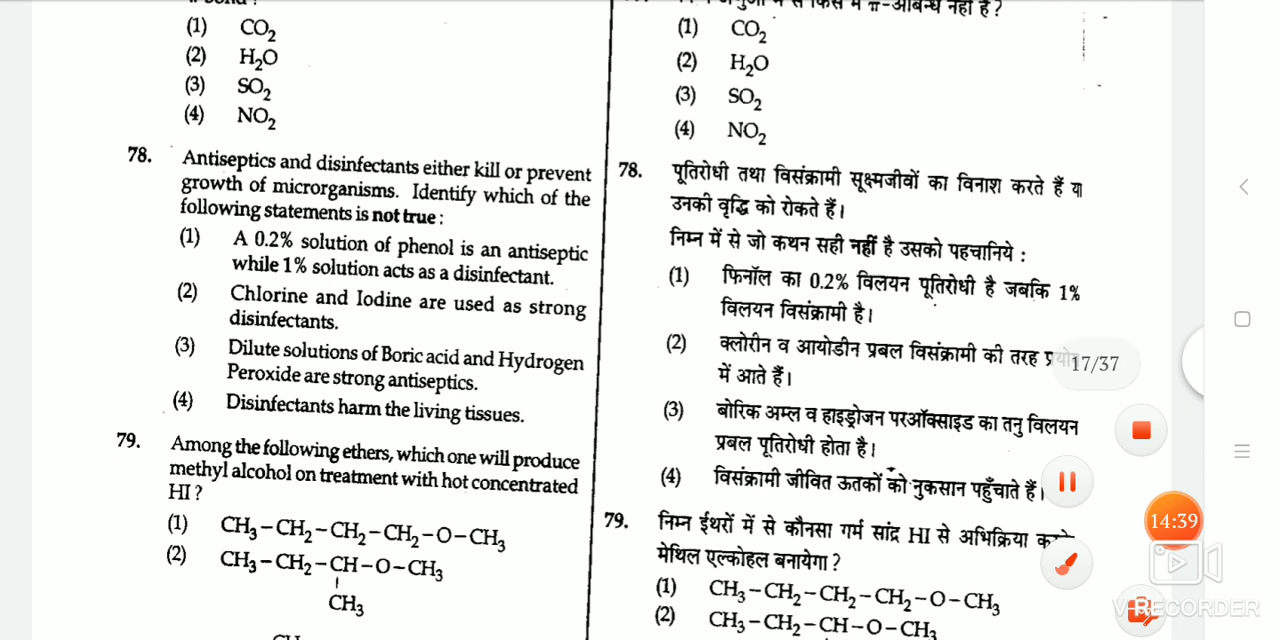 (1) CO₂
(2) H₂O
(3) SO₂
(4) NO₂
78. Antiseptics and disinfectants either kill or prevent
growth of microrganisms. Identify which of the
following statements is not true :
(1) A 0.2% solution of phenol is an antiseptic
while 1% solution acts as a disinfectant.
(2) Chlorine and Iodine are used as strong
disinfectants.
(3) Dilute solutions of Boric acid and Hydrogen
Peroxide are strong antiseptics.
(4) Disinfectants harm the living tissues.
79. Among the following ethers, which one will produce
methyl alcohol on treatment with hot concentrated
HI ?
(1) CH₃–CH₂–CH₂–CH₂–O–CH₃
(2) CH₃–CH₂–CH–O–CH₃
CH₃
π-आबन्ध नहीं है ?
(1) CO₂
(2) H₂O
(3) SO₂
(4) NO₂
78. पूतिरोधी तथा विसंक्रामी सूक्ष्मजीवों का विनाश करते हैं या
उनकी वृद्धि को रोकते हैं।
निम्न में से जो कथन सही नहीं है उसको पहचानिये :
(1) फिनॉल का 0.2% विलयन पूतिरोधी है जबकि 1%
विलयन विसंक्रामी है।
(2) क्लोरीन व आयोडीन प्रबल विसंक्रामी की तरह
में आते हैं।
(3) बोरिक अम्ल व हाइड्रोजन परऑक्साइड का तनु विलयन
प्रबल पूतिरोधी होता है।
(4) विसंक्रामी जीवित ऊतकों को नुकसान पहुँचाते हैं।
79. निम्न ईथरों में से कौनसा गर्म सांद्र HI से अभिक्रिया
मेथिल एल्कोहल बनायेगा ?
(1) CH₃–CH₂–CH₂–CH₂–O–CH₃
(2) CH₃–CH₂–CH–O–CH₃
17/37
14:39
V-RECORDER